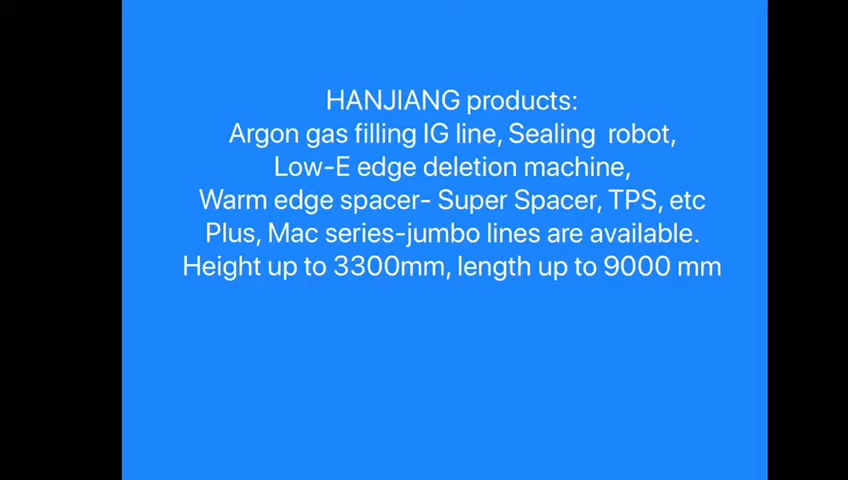 HANJIANG products:
Argon gas filling IG line, Sealing robot,
Low-E edge deletion machine,
Warm edge spacer- Super Spacer, TPS, etc
Plus, Mac series-jumbo lines are available.
Height up to 3300mm, length up to 9000 mm